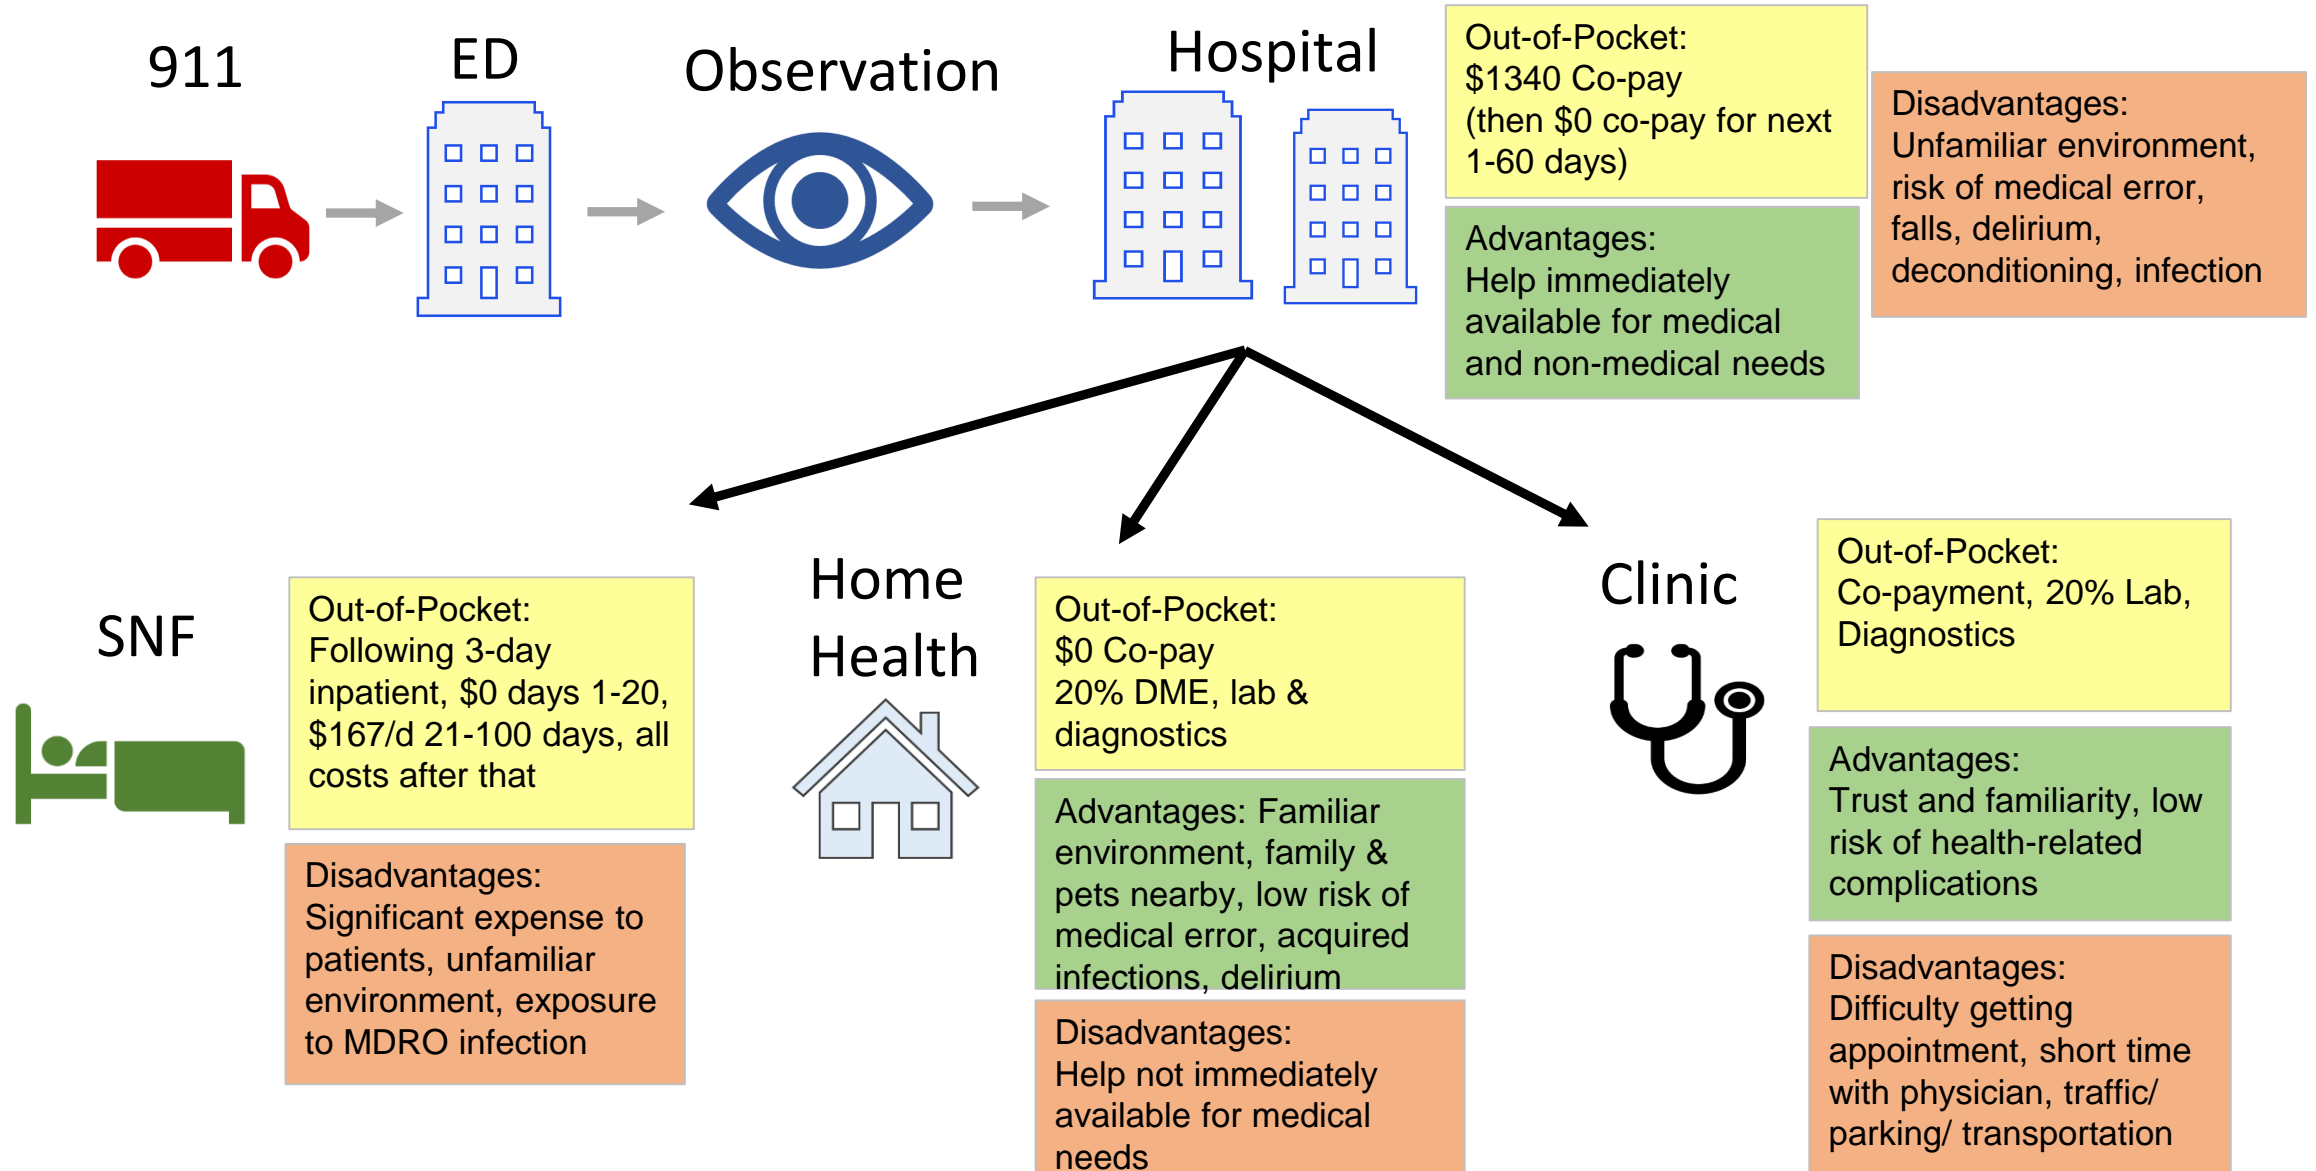 911
ED
Observation
Hospital
Out-of-Pocket:
$1340 Co-pay
(then $0 co-pay for next
1-60 days)
Advantages:
Help immediately
available for medical
and non-medical needs
Disadvantages:
Unfamiliar environment,
risk of medical error,
falls, delirium,
deconditioning, infection
SNF
Out-of-Pocket:
Following 3-day
inpatient, $0 days 1-20,
$167/d 21-100 days, all
costs after that
Disadvantages:
Significant expense to
patients, unfamiliar
environment, exposure
to MDRO infection
Home
Health
Out-of-Pocket:
$0 Co-pay
20% DME, lab &
diagnostics
Advantages: Familiar
environment, family &
pets nearby, low risk of
medical error, acquired
infections, delirium
Disadvantages:
Help not immediately
available for medical
needs
Clinic
Out-of-Pocket:
Co-payment, 20% Lab,
Diagnostics
Advantages:
Trust and familiarity, low
risk of health-related
complications
Disadvantages:
Difficulty getting
appointment, short time
with physician, traffic/
parking/ transportation